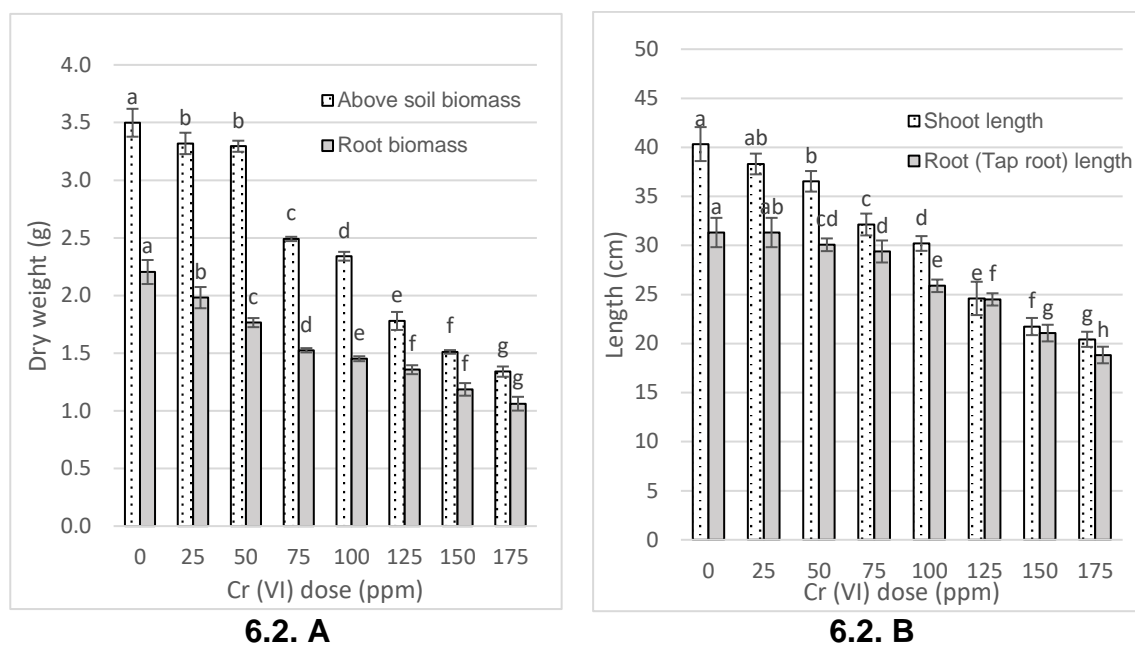 4.0
3.5
3.0
2.5
2.0
1.5
1.0
0.5
0.0
Dry weight (g)
Above soil biomass
Root biomass
a
b
b
c
d
e
f
g
a
b
c
d
e
f
f
g
0 25 50 75 100 125 150 175
Cr (VI) dose (ppm)
6.2. A
50
45
40
35
30
25
20
15
10
5
0
Length (cm)
Shoot length
Root (Tap root) length
a
ab
b
c
d
e
f
g
a
ab
cd
d
e
f
g
h
0 25 50 75 100 125 150 175
Cr (VI) dose (ppm)
6.2. B